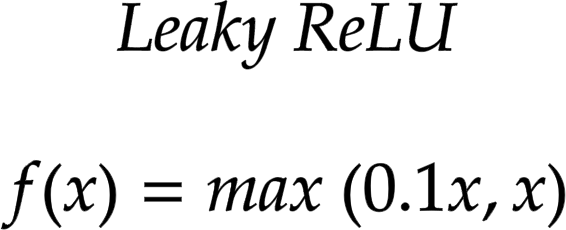 Leaky ReLU
f(x) = max (0.1x, x)